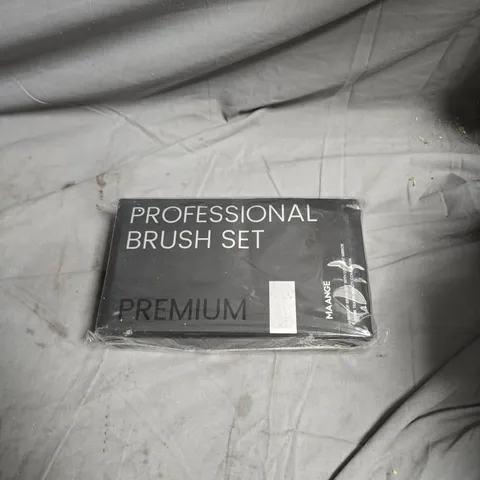 PROFESSIONAL
BRUSH SET
PREMIUM
MAANGE